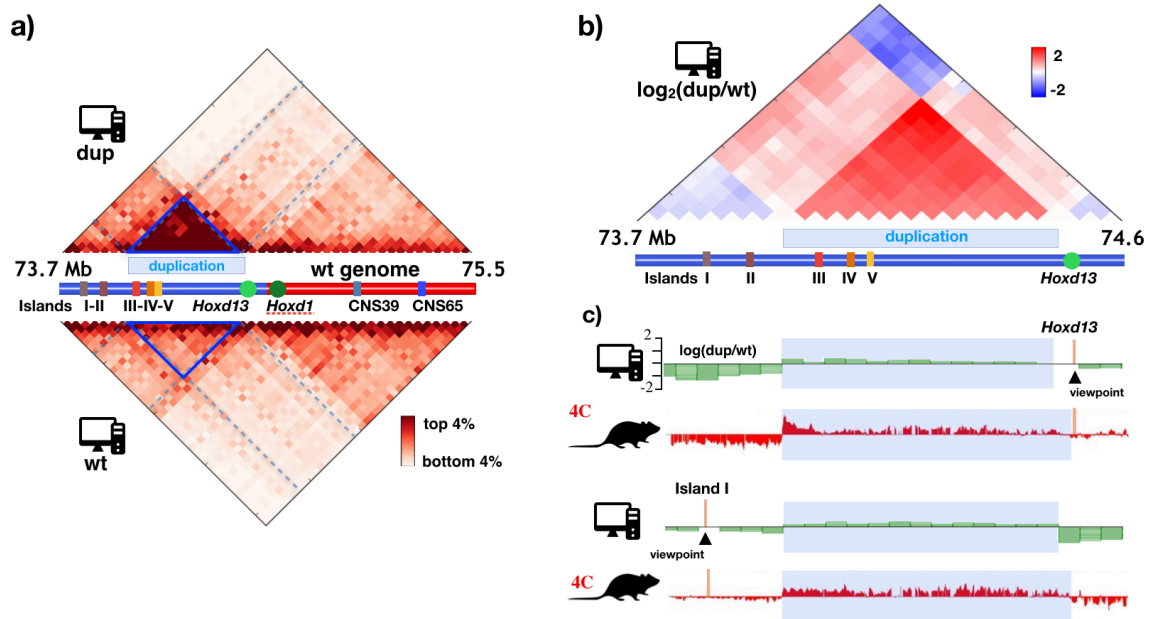 a)
dup
duplication
73.7 Mb
wt genome
75.5
Islands I-II III-IV-V Hoxd13 Hoxd1 CNS39 CNS65
wt
top 4%
bottom 4%
b)
log₂(dup/wt)
2
-2
73.7 Mb
duplication
74.6
Islands I II III IV V Hoxd13
c)
Hoxd13
2
log(dup/wt)
-2
viewpoint
4C
Island I
viewpoint
4C